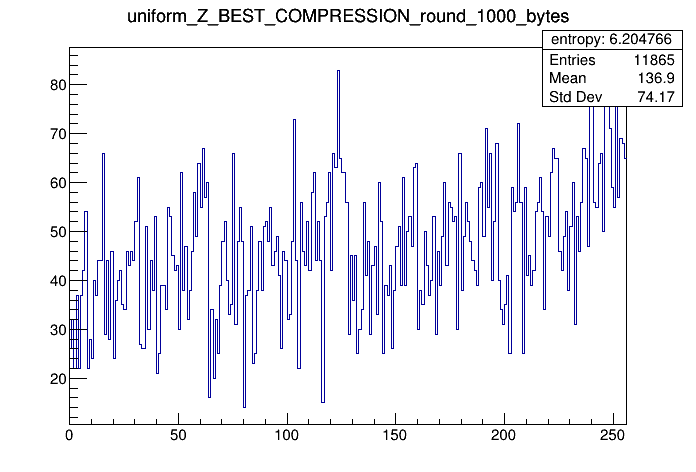 uniform_Z_BEST_COMPRESSION_round_1000_bytes
entropy: 6.204766
Entries 11865
Mean 136.9
Std Dev 74.17
80
70
60
50
40
30
20
0 50 100 150 200 250